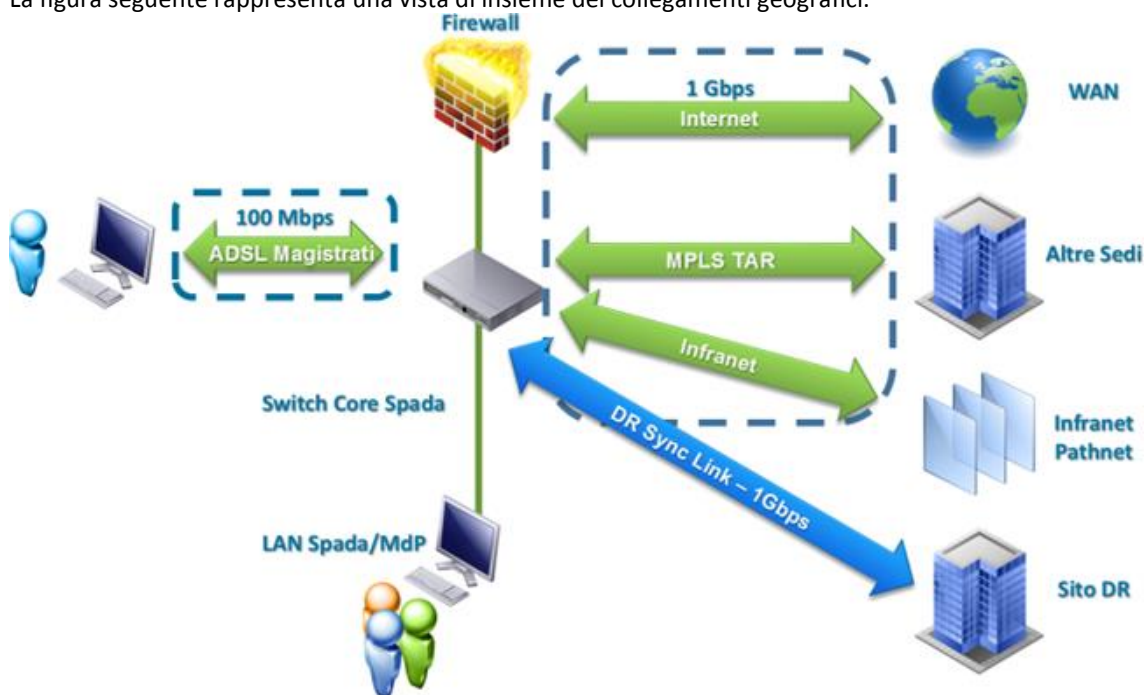 La figura seguente rappresenta una vista di insieme dei collegamenti geografici:
Firewall
1 Gbps
Internet
WAN
100 Mbps
ADSL Magistrati
MPLS TAR
Altre Sedi
Infranet
Switch Core Spada
DR Sync Link – 1Gbps
Infranet
Pathnet
LAN Spada/MdP
Sito DR